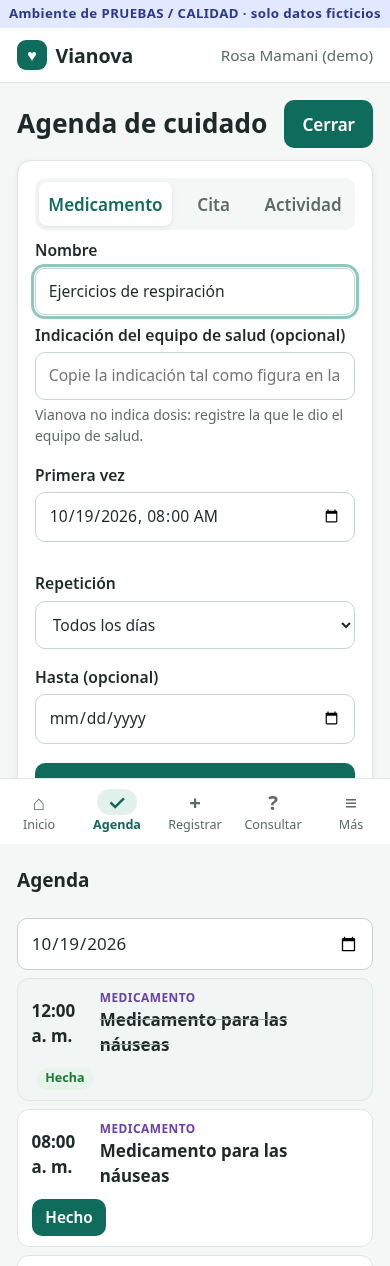 Ambiente de PRUEBAS / CALIDAD · solo datos ficticios
♥ Vianova
Rosa Mamani (demo)
Agenda de cuidado
Cerrar
Medicamento
Cita
Actividad
Nombre
Ejercicios de respiración
Indicación del equipo de salud (opcional)
Copie la indicación tal como figura en la
Vianova no indica dosis: registre la que le dio el
equipo de salud.
Primera vez
10/19/2026, 08:00 AM
Repetición
Todos los días
Hasta (opcional)
mm/dd/yyyy
Inicio
Agenda
Registrar
Consultar
Más
Agenda
10/19/2026
12:00
a. m.
MEDICAMENTO
Medicamento para las
náuseas
Hecha
08:00
a. m.
MEDICAMENTO
Medicamento para las
náuseas
Hecho